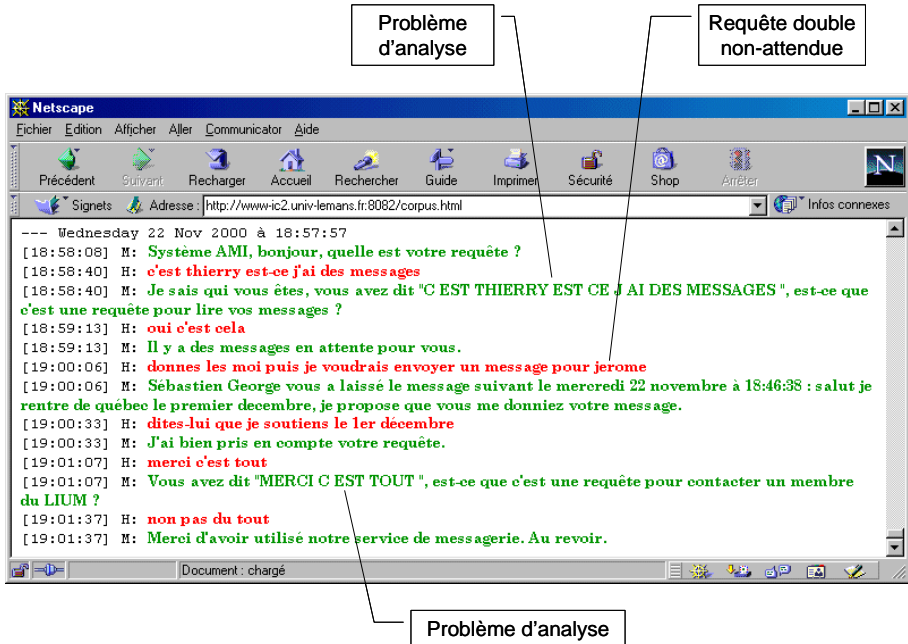 Problème
d'analyse
Requête double
non-attendue
Netscape
Fichier Edition Afficher Aller Communicator Aide
Précédent Suivant Recharger Accueil Rechercher Guide Imprimer Sécurité Shop Arrêter
N
Signets Adresse : http://www-ic2.univ-lemans.fr:8082/corpus.html Infos connexes
--- Wednesday 22 Nov 2000 à 18:57:57
[18:58:08] M: Système AMI, bonjour, quelle est votre requête ?
[18:58:40] H: c'est thierry est-ce j'ai des messages
[18:58:40] M: Je sais qui vous êtes, vous avez dit "C EST THIERRY EST CE J AI DES MESSAGES ", est-ce que
c'est une requête pour lire vos messages ?
[18:59:13] H: oui c'est cela
[18:59:13] M: Il y a des messages en attente pour vous.
[19:00:06] H: donnes les moi puis je voudrais envoyer un message pour jerome
[19:00:06] M: Sébastien George vous a laissé le message suivant le mercredi 22 novembre à 18:46:38 : salut je
rentre de québec le premier decembre, je propose que vous me donniez votre message.
[19:00:33] H: dites-lui que je soutiens le 1er décembre
[19:00:33] M: J'ai bien pris en compte votre requête.
[19:01:07] H: merci c'est tout
[19:01:07] M: Vous avez dit "MERCI C EST TOUT ", est-ce que c'est une requête pour contacter un membre
du LIUM ?
[19:01:37] H: non pas du tout
[19:01:37] M: Merci d'avoir utilisé notre service de messagerie. Au revoir.
Document : chargé
Problème d'analyse